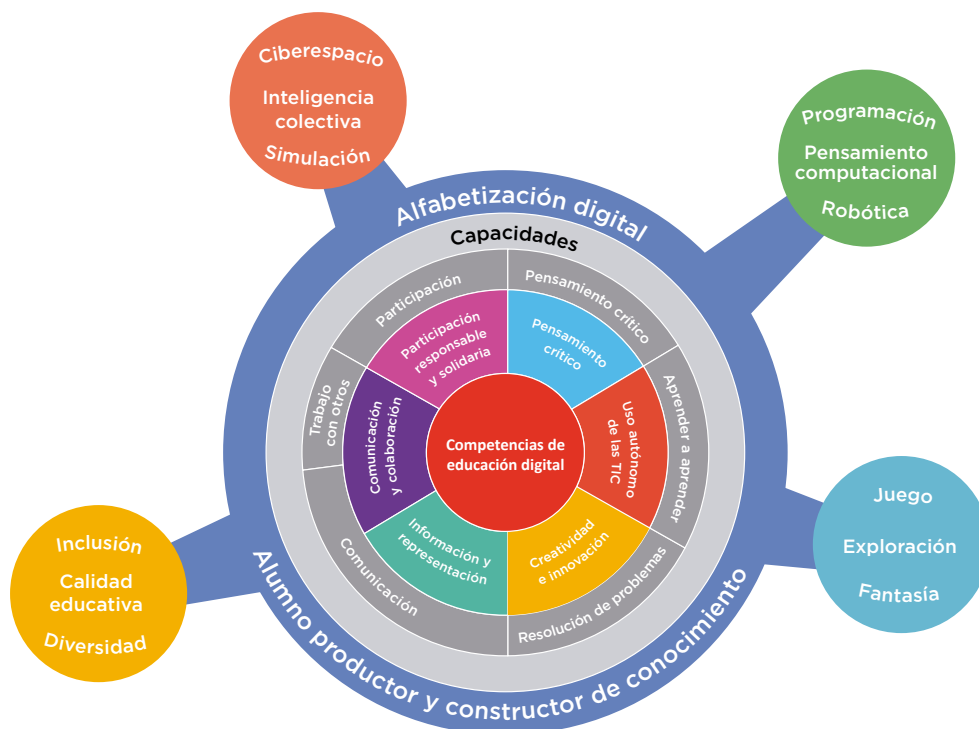 Ciberespacio
Inteligencia
colectiva
Simulación
Programación
Pensamiento
computacional
Robótica
Alfabetización digital
Capacidades
Participación
Pensamiento crítico
Participación
responsable
y solidaria
Pensamiento
crítico
Trabajo
con otros
Comunicación
y colaboración
Competencias de
educación digital
Uso autónomo
de las TIC
Aprender a aprender
Información y
representación
Creatividad
e innovación
Comunicación
Resolución de problemas
Juego
Exploración
Fantasía
Inclusión
Calidad
educativa
Diversidad
Alumno productor y constructor de conocimiento